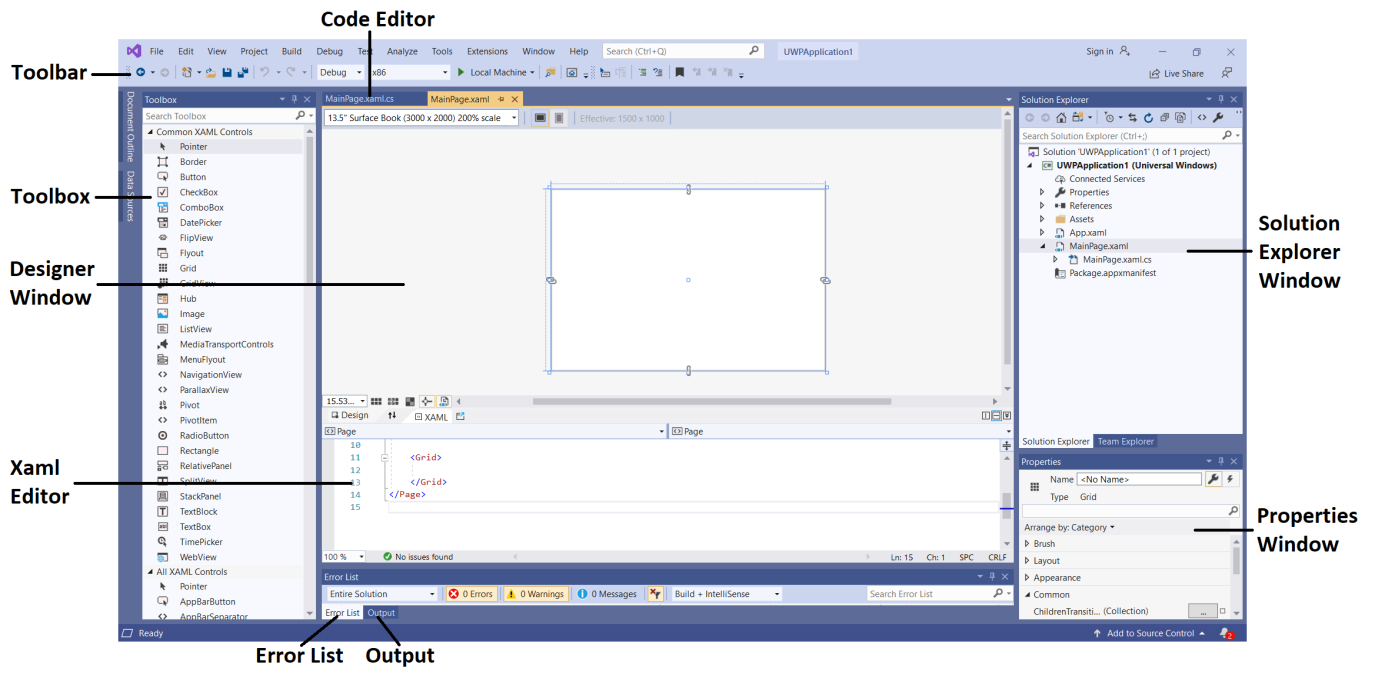 Code Editor
File Edit View Project Build Debug Test Analyze Tools Extensions Window Help Search (Ctrl+Q) UWPApplication1 Sign in
Toolbar
Debug x86 Local Machine Live Share
Document Outline
Data Sources
Toolbox
Search Toolbox
Common XAML Controls
Pointer
Border
Button
CheckBox
ComboBox
DatePicker
FlipView
Flyout
Grid
GridView
Hub
Image
ListView
MediaTransportControls
MenuFlyout
NavigationView
ParallaxView
Pivot
PivotItem
RadioButton
Rectangle
RelativePanel
SplitView
StackPanel
TextBlock
TextBox
TimePicker
WebView
All XAML Controls
Pointer
AppBarButton
AppBarSeparator
Toolbox
Designer
Window
Xaml
Editor
MainPage.xaml.cs MainPage.xaml
13.5" Surface Book (3000 x 2000) 200% scale Effective: 1500 x 1000
15.53...
Design XAML
Page Page
10
11 <Grid>
12
13 </Grid>
14 </Page>
15
100 % No issues found Ln: 15 Ch: 1 SPC CRLF
Error List
Entire Solution 0 Errors 0 Warnings 0 Messages Build + IntelliSense Search Error List
Error List Output
Solution Explorer
Search Solution Explorer (Ctrl+;)
Solution 'UWPApplication1' (1 of 1 project)
C# UWPApplication1 (Universal Windows)
Connected Services
Properties
References
Assets
App.xaml
MainPage.xaml
MainPage.xaml.cs
Package.appxmanifest
Solution Explorer Team Explorer
Solution
Explorer
Window
Properties
Name <No Name>
Type Grid
Arrange by: Category
Brush
Layout
Appearance
Common
ChildrenTransiti... (Collection) ...
Properties
Window
Ready Add to Source Control 2
Error List Output